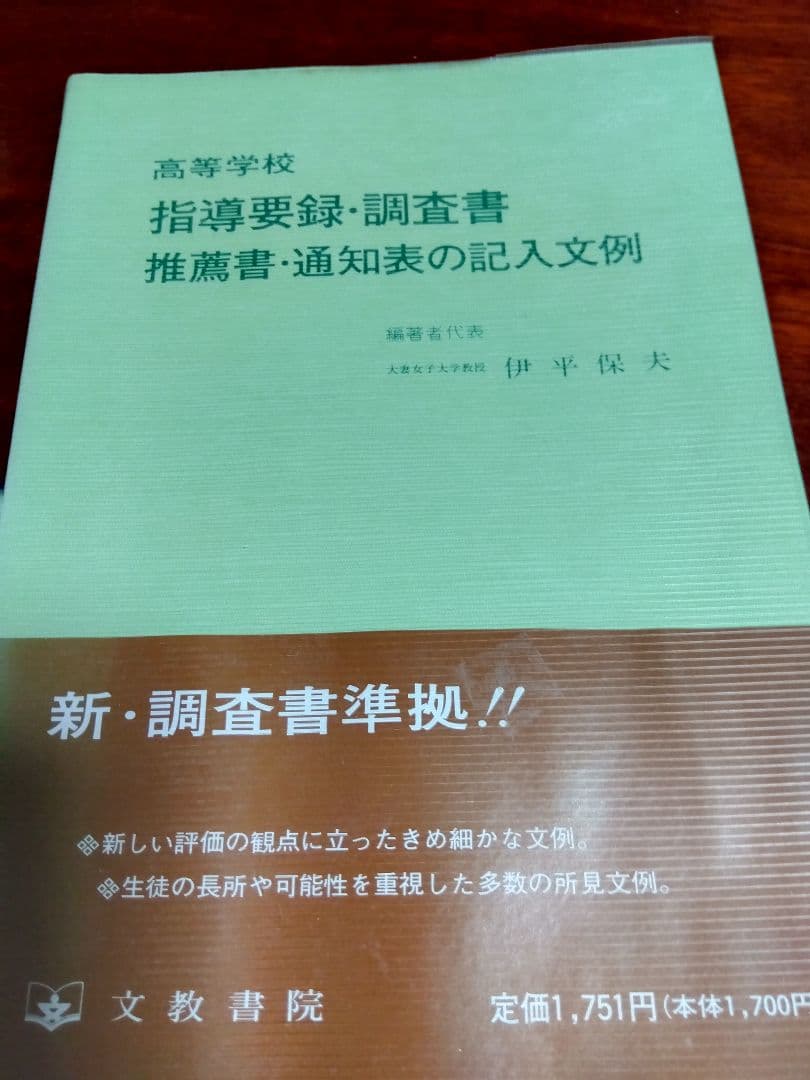 高等学校
指導要録・調査書
推薦書・通知表の記入文例
編著者代表
大妻女子大学教授 伊平保夫
新・調査書準拠!!
※新しい評価の観点に立ったきめ細かな文例。
※生徒の長所や可能性を重視した多数の所見文例。
文教書院
定価1,751円(本体1,700円